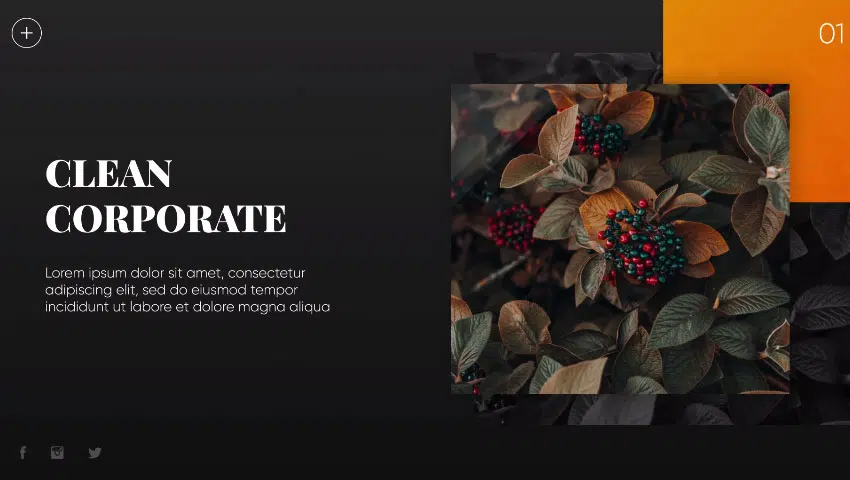 01
CLEAN
CORPORATE
Lorem ipsum dolor sit amet, consectetur
adipiscing elit, sed do eiusmod tempor
incididunt ut labore et dolore magna aliqua